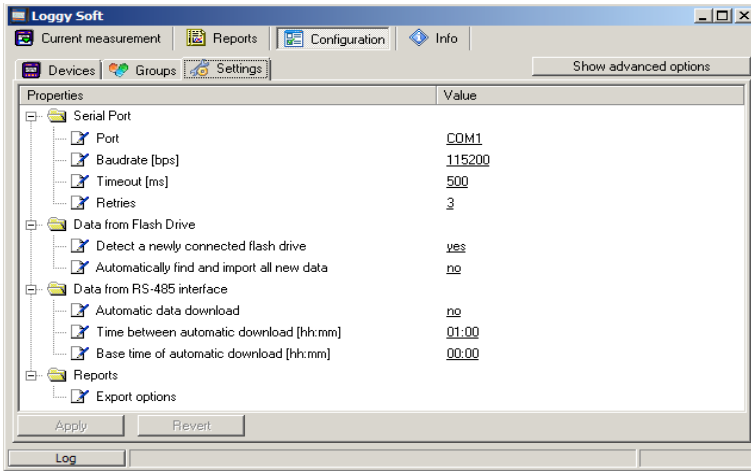 Loggy Soft
Current measurement Reports Configuration Info
Devices Groups Settings Show advanced options
Properties Value
Serial Port
Port COM1
Baudrate [bps] 115200
Timeout [ms] 500
Retries 3
Data from Flash Drive
Detect a newly connected flash drive yes
Automatically find and import all new data no
Data from RS-485 interface
Automatic data download no
Time between automatic download [hh:mm] 01:00
Base time of automatic download [hh:mm] 00:00
Reports
Export options
Apply Revert
Log